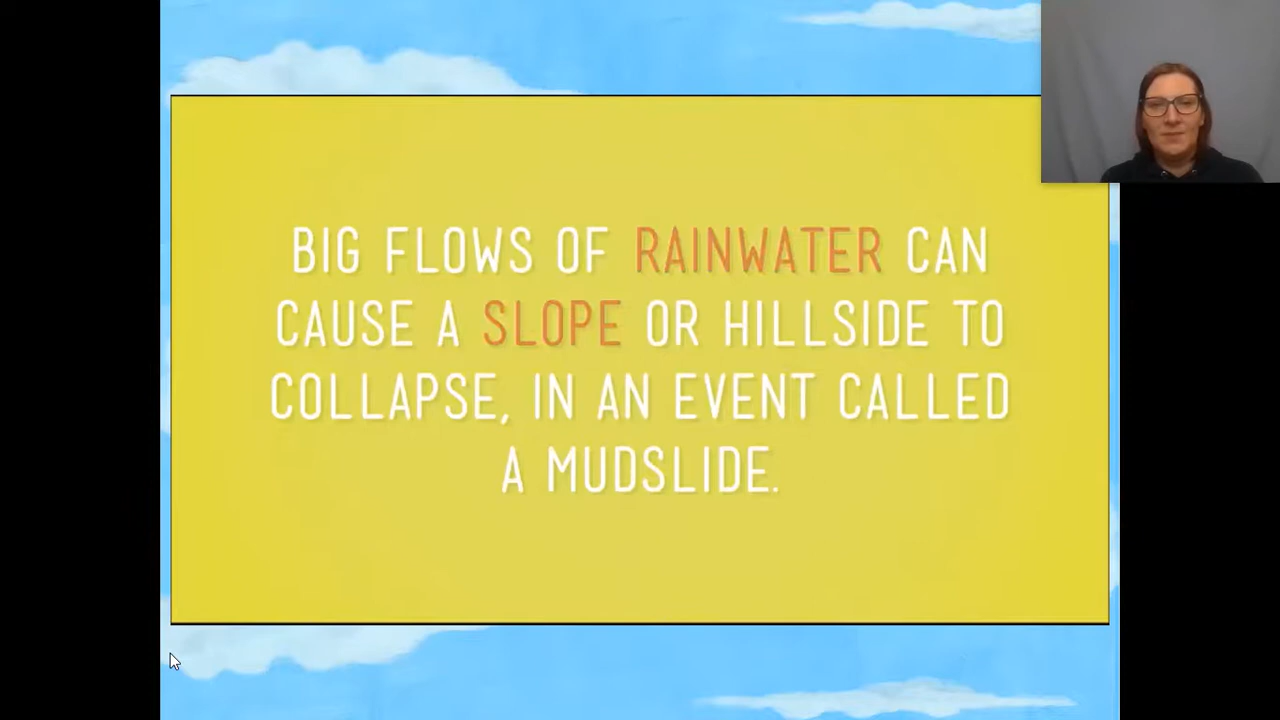 BIG FLOWS OF RAINWATER CAN
CAUSE A SLOPE OR HILLSIDE TO
COLLAPSE, IN AN EVENT CALLED
A MUDSLIDE.